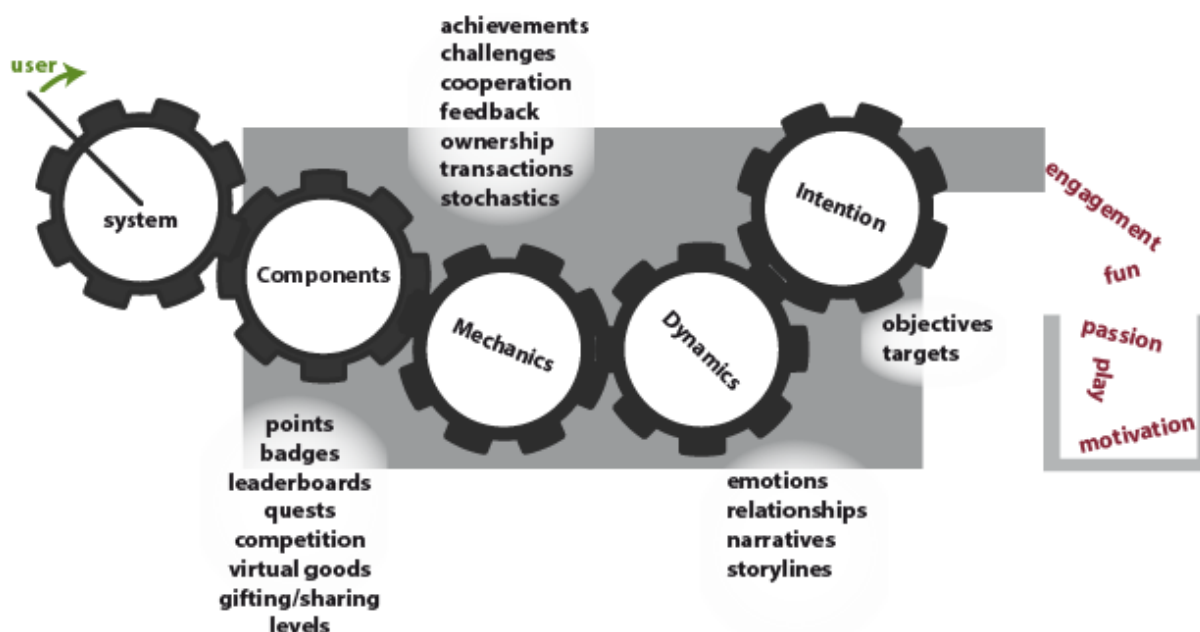 user
system
Components
points
badges
leaderboards
quests
competition
virtual goods
gifting/sharing
levels
achievements
challenges
cooperation
feedback
ownership
transactions
stochastics
Mechanics
Dynamics
emotions
relationships
narratives
storylines
Intention
objectives
targets
engagement
fun
passion
play
motivation